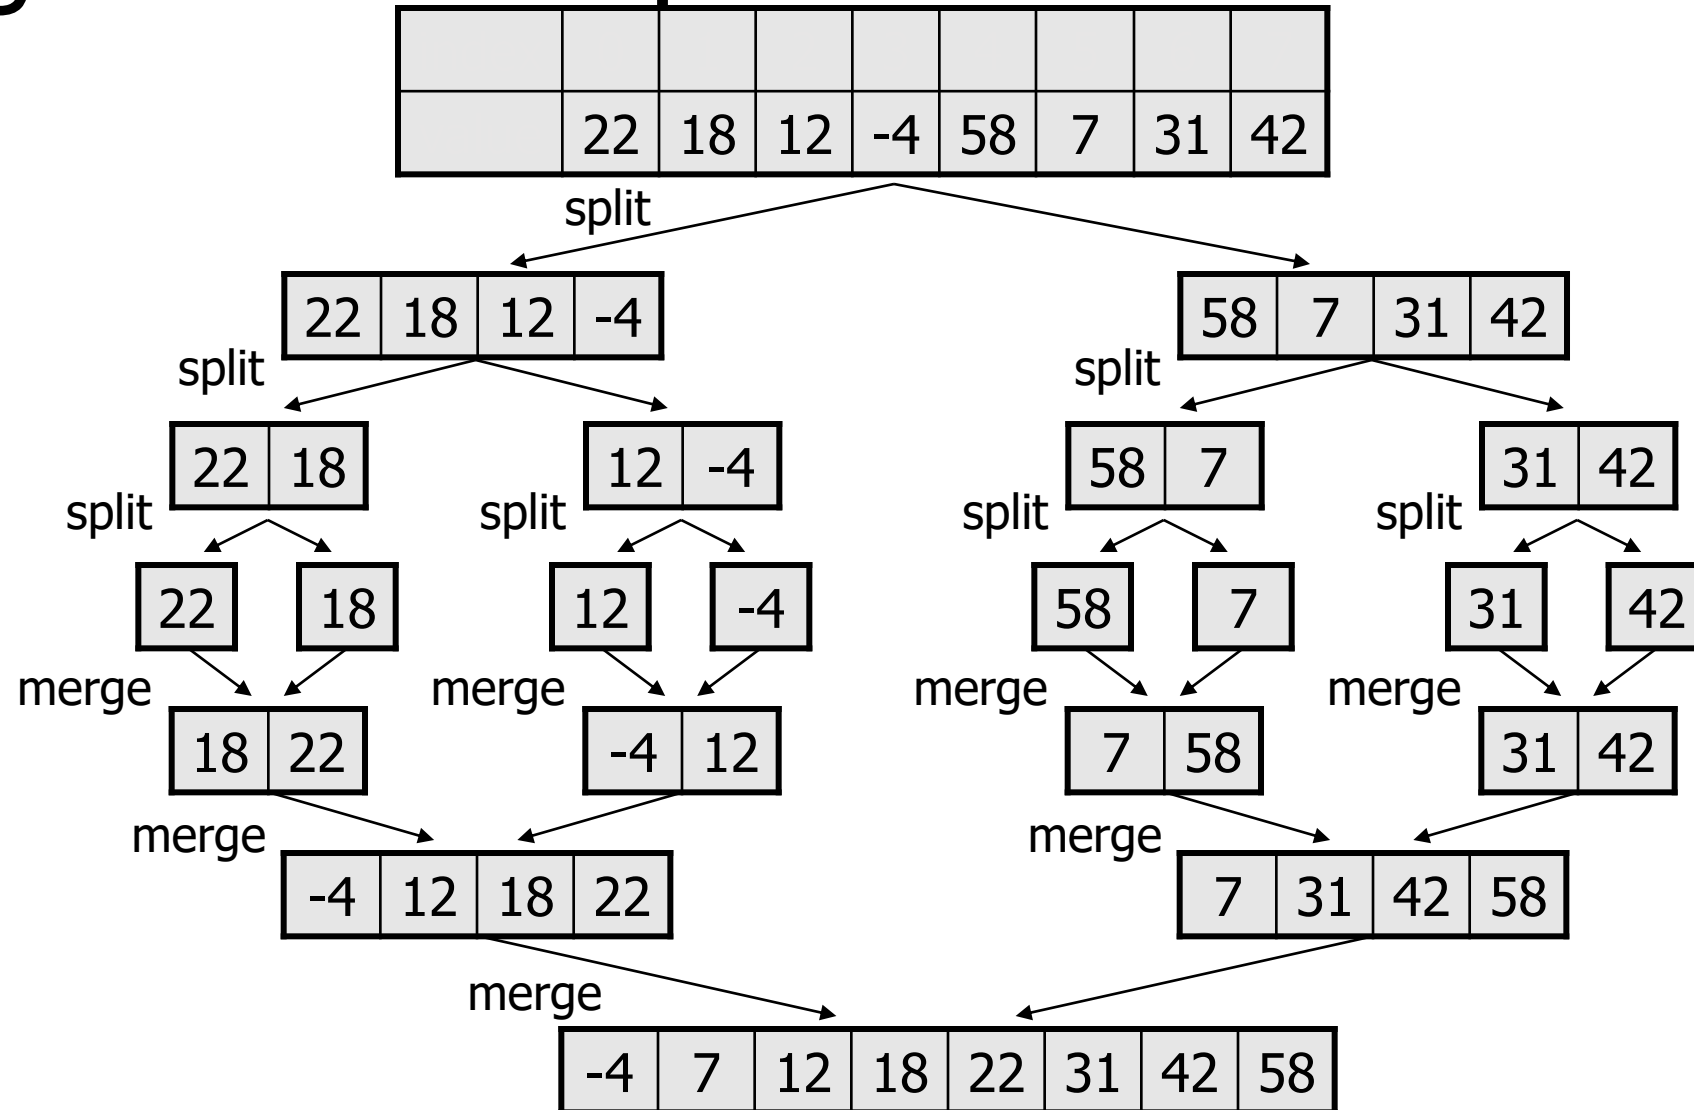 22 18 12 -4 58 7 31 42
split
22 18 12 -4 58 7 31 42
split split
22 18 12 -4 58 7 31 42
split split split split
22 18 12 -4 58 7 31 42
merge merge merge merge
18 22 -4 12 7 58 31 42
merge merge
-4 12 18 22 7 31 42 58
merge
-4 7 12 18 22 31 42 58